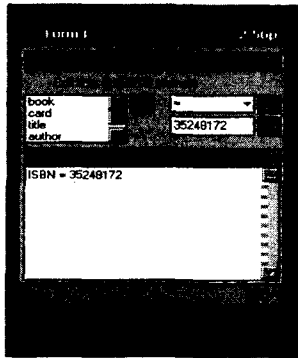 Form1
book
card
title
author
=
35248172
ISBN = 35248172